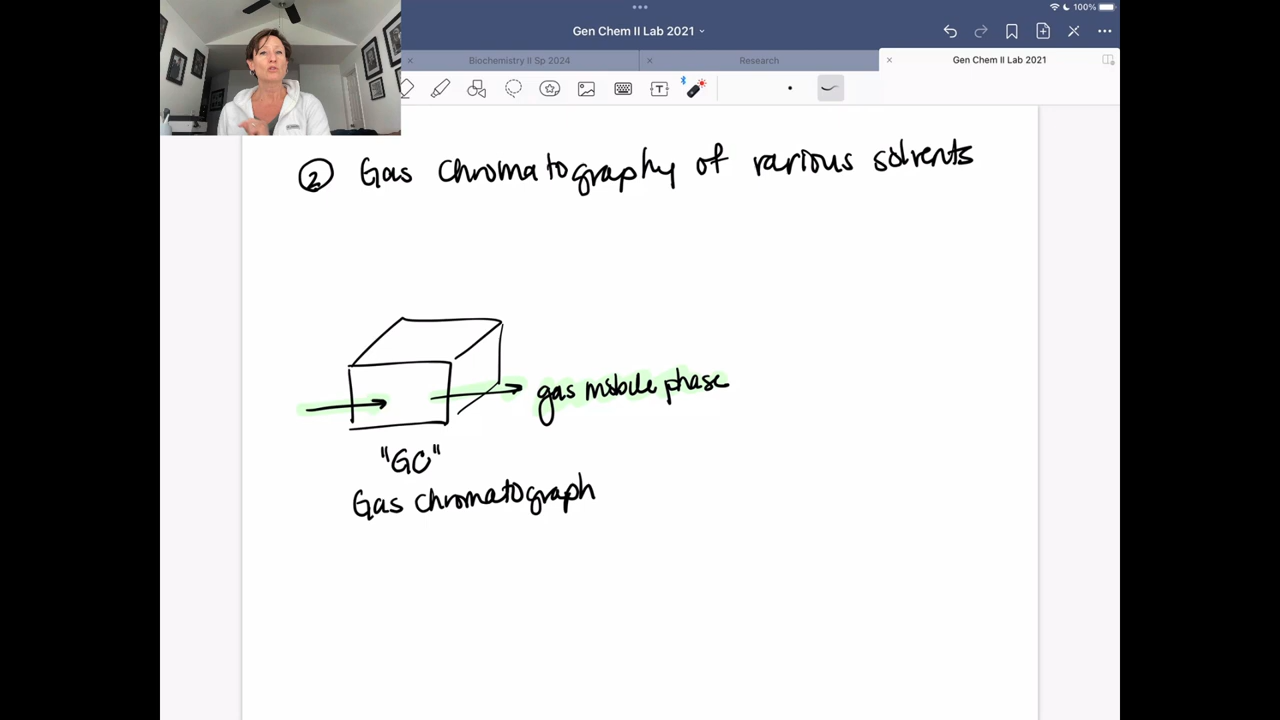 100%
Gen Chem II Lab 2021
Biochemistry II Sp 2024
Research
Gen Chem II Lab 2021
② Gas Chromatography of various solvents
gas mobile phase
"GC"
Gas chromatograph